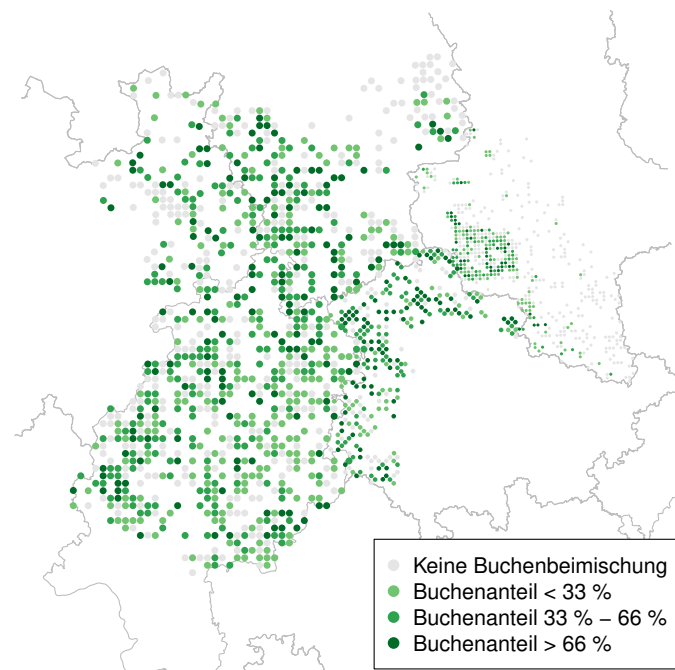 Keine Buchenbeimischung
Buchenanteil < 33 %
Buchenanteil 33 % – 66 %
Buchenanteil > 66 %